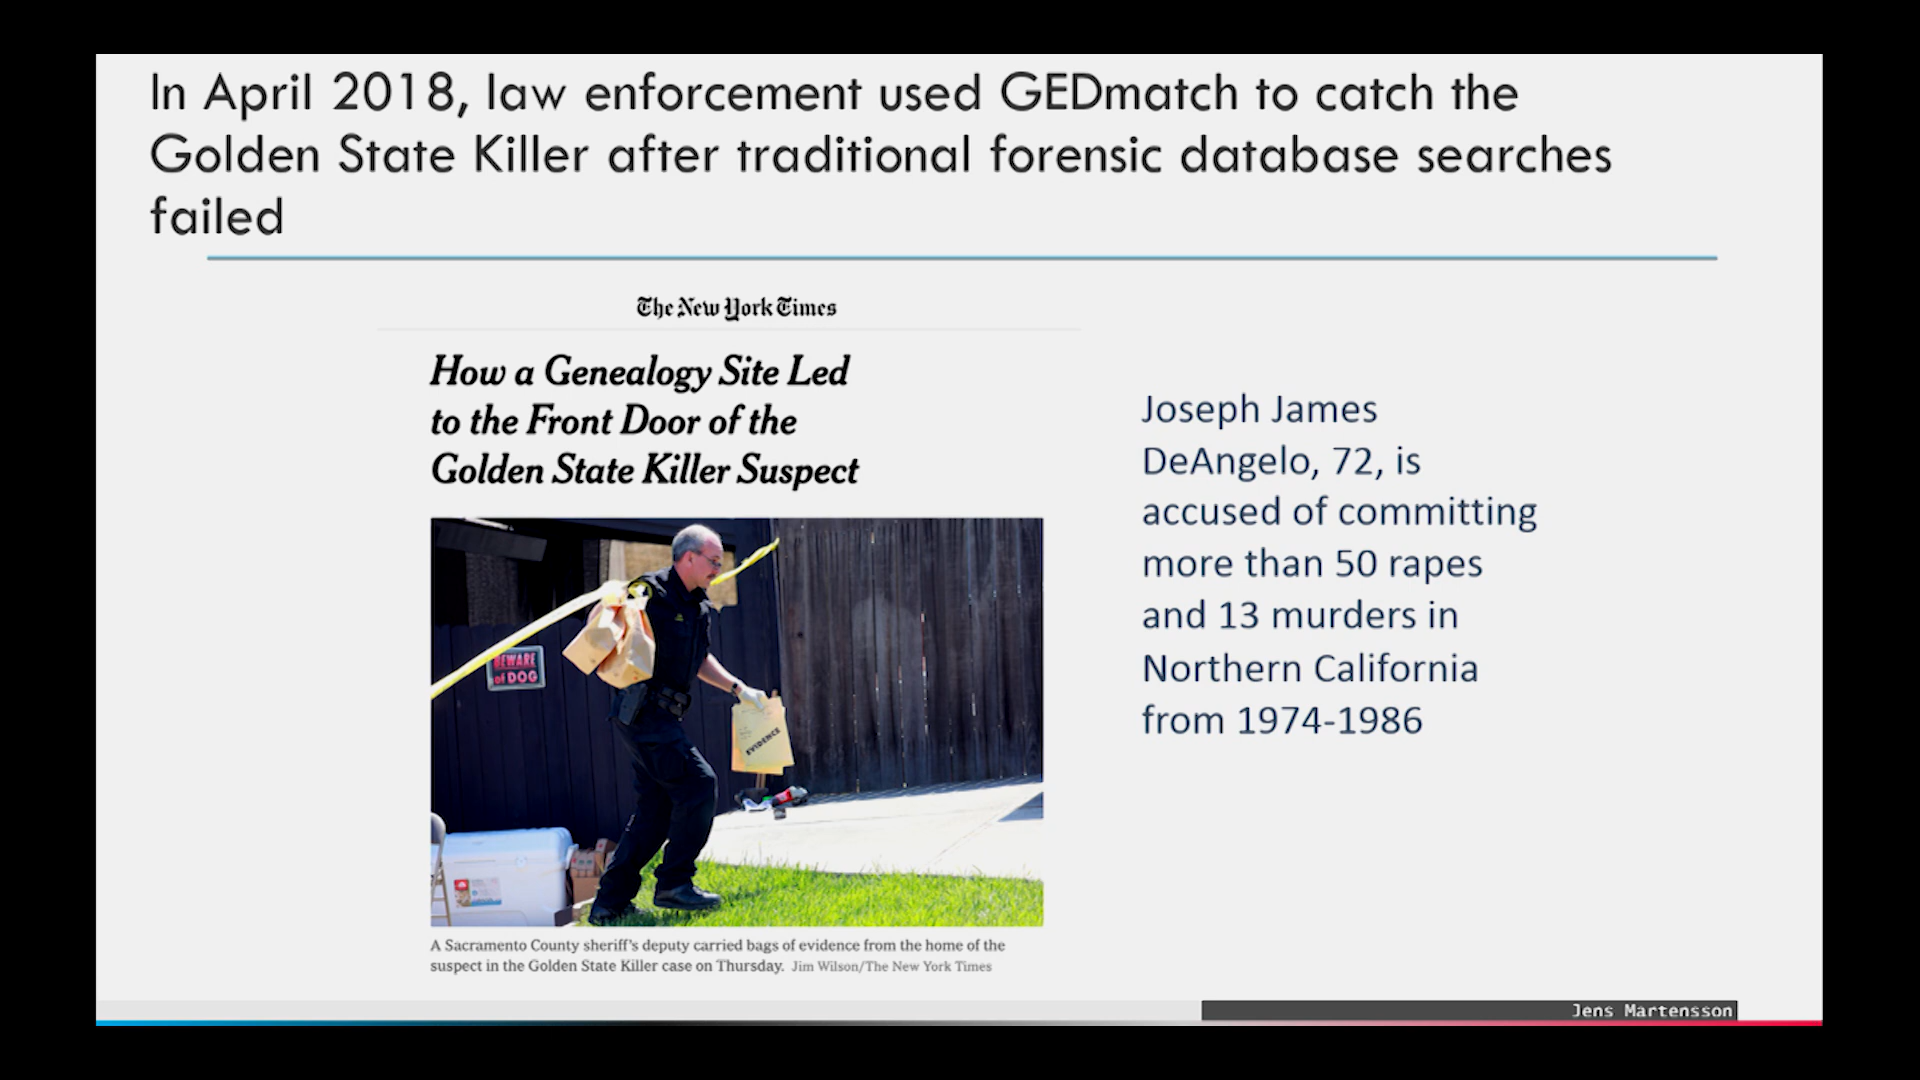 In April 2018, law enforcement used GEDmatch to catch the
Golden State Killer after traditional forensic database searches
failed
The New York Times
How a Genealogy Site Led
to the Front Door of the
Golden State Killer Suspect
BEWARE
of DOG
EVIDENCE
A Sacramento County sheriff's deputy carried bags of evidence from the home of the
suspect in the Golden State Killer case on Thursday. Jim Wilson/The New York Times
Joseph James
DeAngelo, 72, is
accused of committing
more than 50 rapes
and 13 murders in
Northern California
from 1974-1986
Jens Martensson